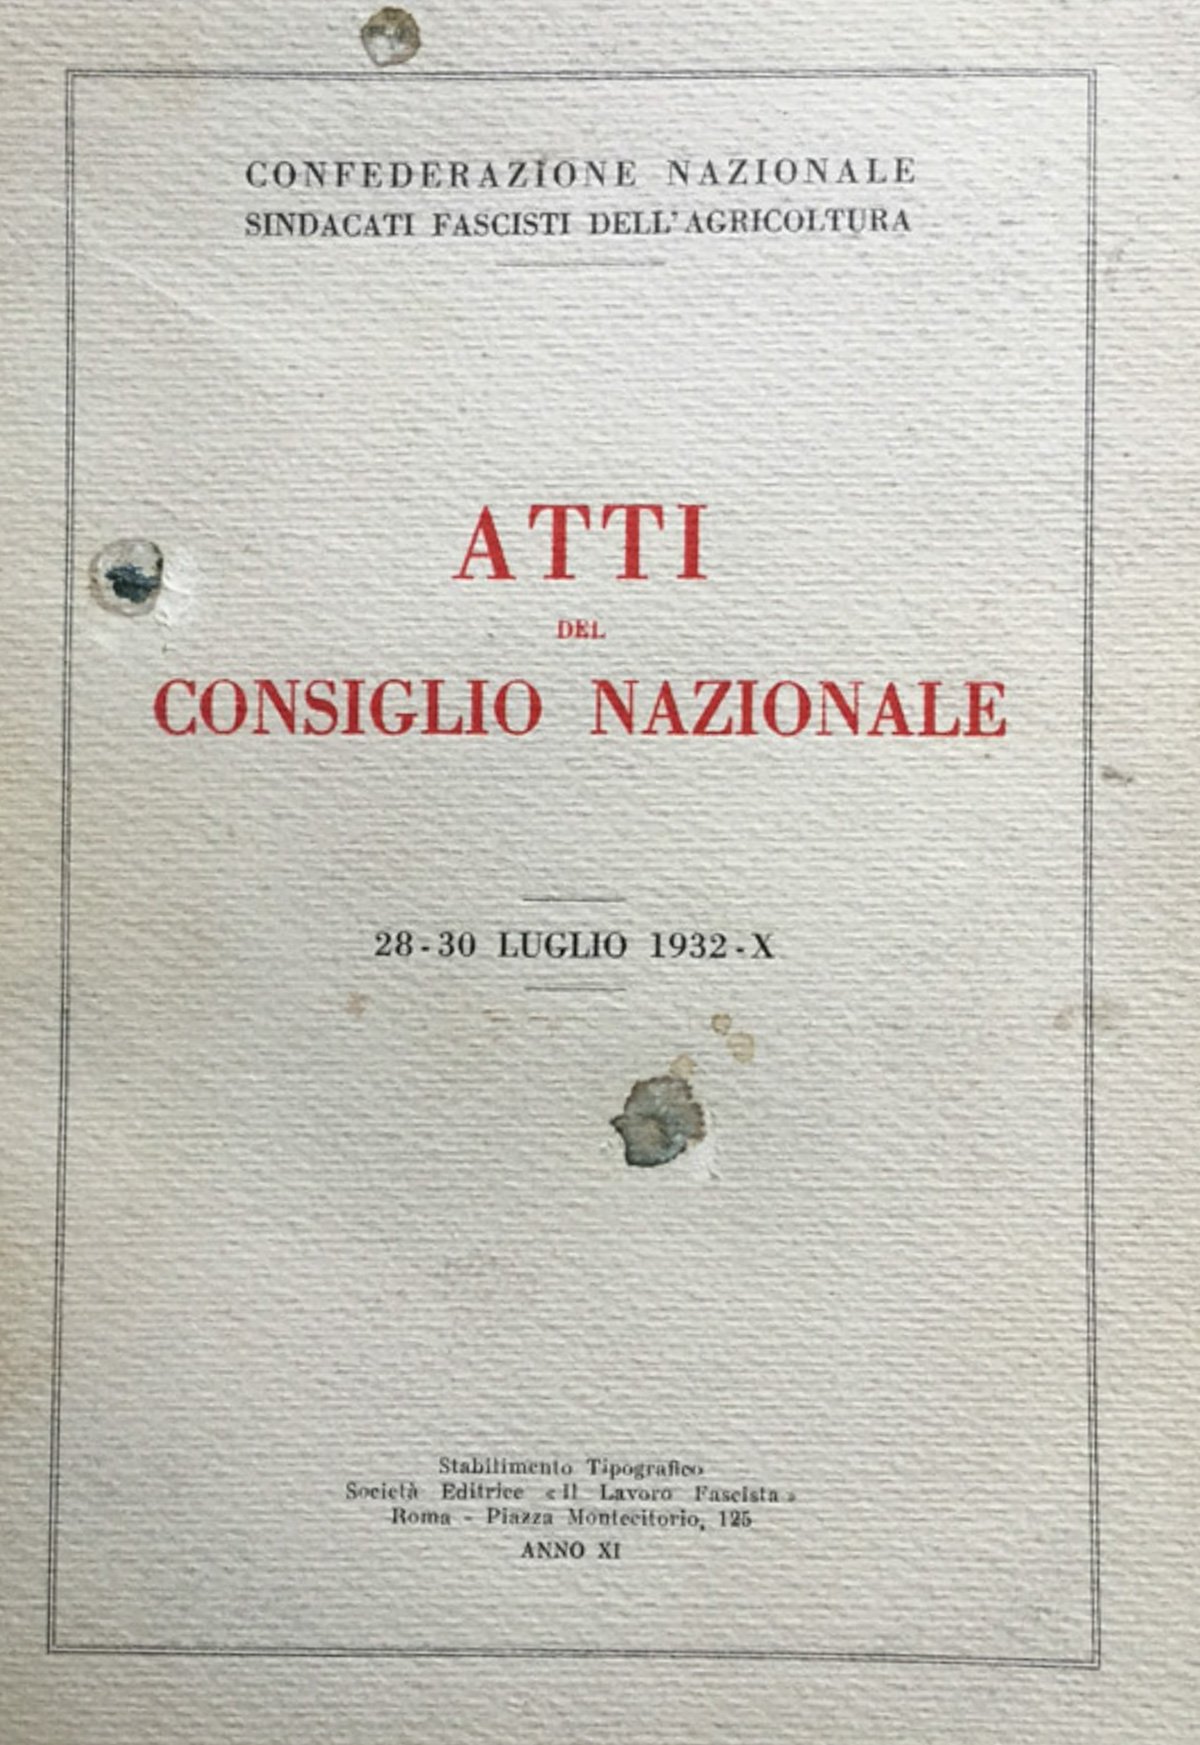 CONFEDERAZIONE NAZIONALE
SINDACATI FASCISTI DELL'AGRICOLTURA
ATTI
DEL
CONSIGLIO NAZIONALE
28-30 LUGLIO 1932-X
Stabilimento Tipografico
Società Editrice «Il Lavoro Fascista»
Roma - Piazza Montecitorio, 125
ANNO XI